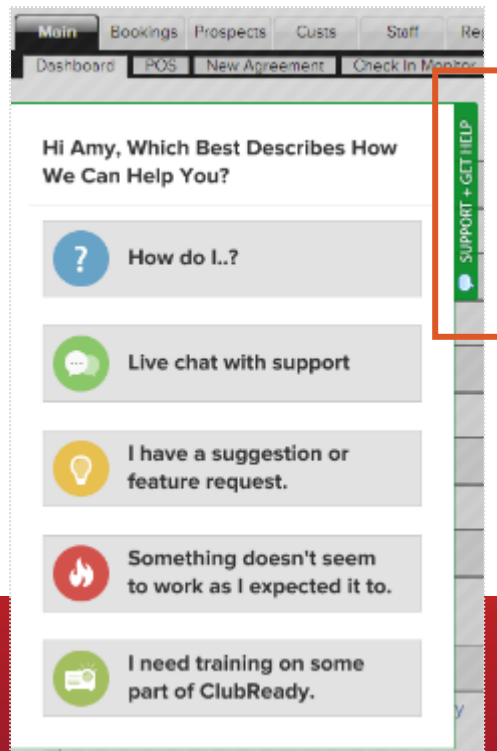 Main Bookings Prospects Custs Staff
Dashboard POS New Agreement Check In Monitor
SUPPORT + GET HELP
Hi Amy, Which Best Describes How
We Can Help You?
?
How do I..?
Live chat with support
I have a suggestion or
feature request.
Something doesn't seem
to work as I expected it to.
I need training on some
part of ClubReady.